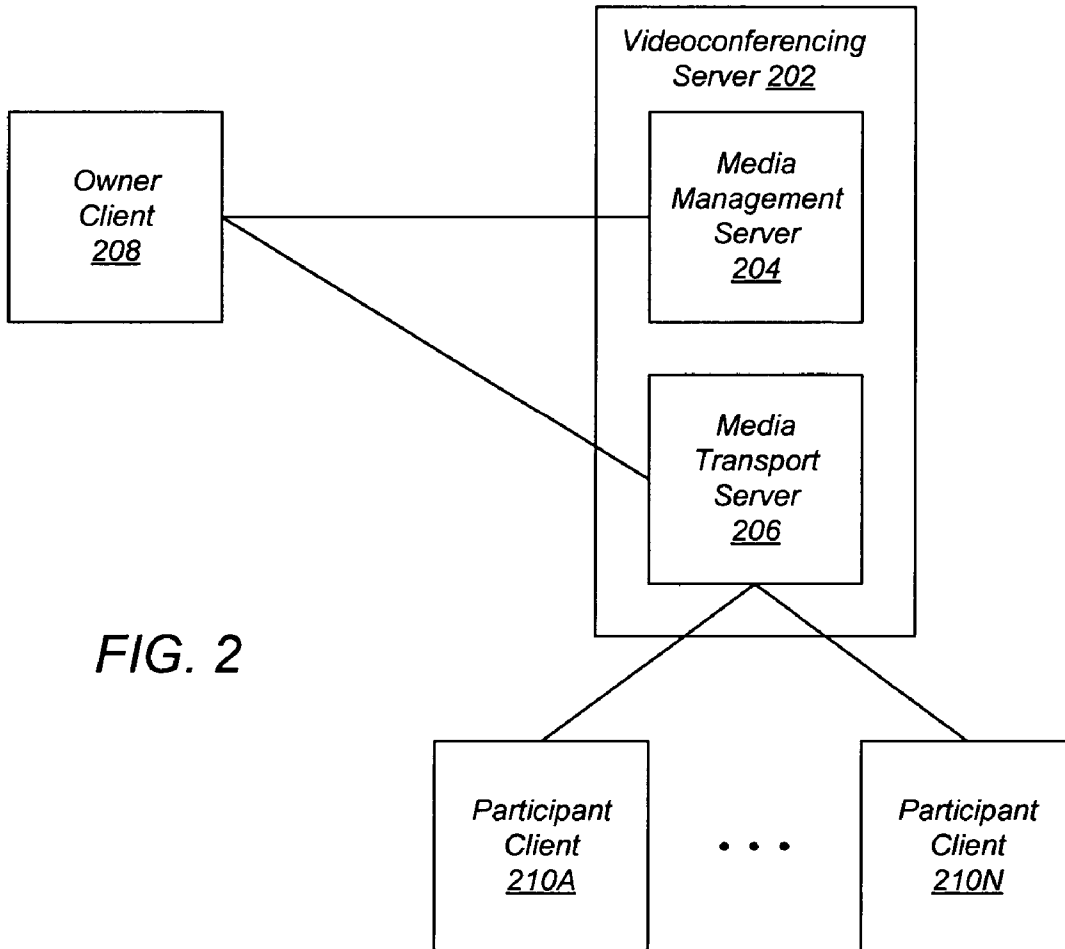 Videoconferencing
Server 202
Owner
Client
208
Media
Management
Server
204
Media
Transport
Server
206
FIG. 2
Participant
Client
210A
• • •
Participant
Client
210N